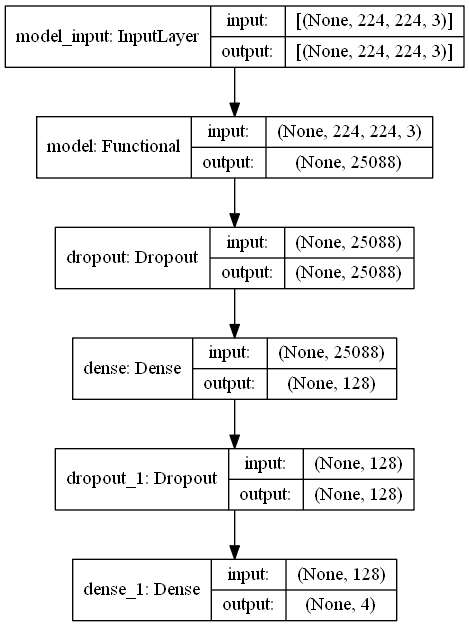 model_input: InputLayer
input:
[(None, 224, 224, 3)]
output:
[(None, 224, 224, 3)]
model: Functional
input:
(None, 224, 224, 3)
output:
(None, 25088)
dropout: Dropout
input:
(None, 25088)
output:
(None, 25088)
dense: Dense
input:
(None, 25088)
output:
(None, 128)
dropout_1: Dropout
input:
(None, 128)
output:
(None, 128)
dense_1: Dense
input:
(None, 128)
output:
(None, 4)